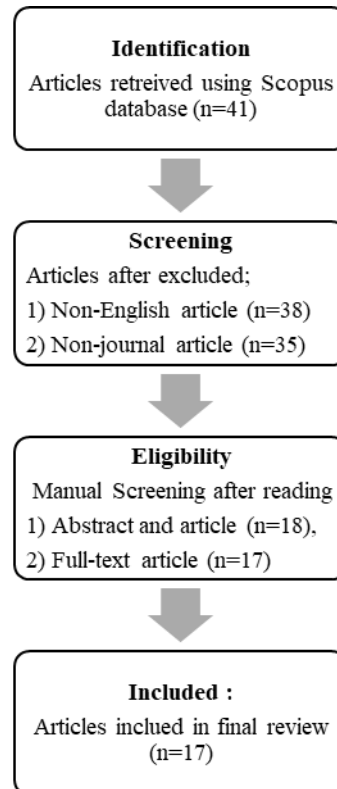 Identification
Articles retreived using Scopus
database (n=41)
Screening
Articles after excluded;
1) Non-English article (n=38)
2) Non-journal article (n=35)
Eligibility
Manual Screening after reading
1) Abstract and article (n=18),
2) Full-text article (n=17)
Included :
Articles inclued in final review
(n=17)